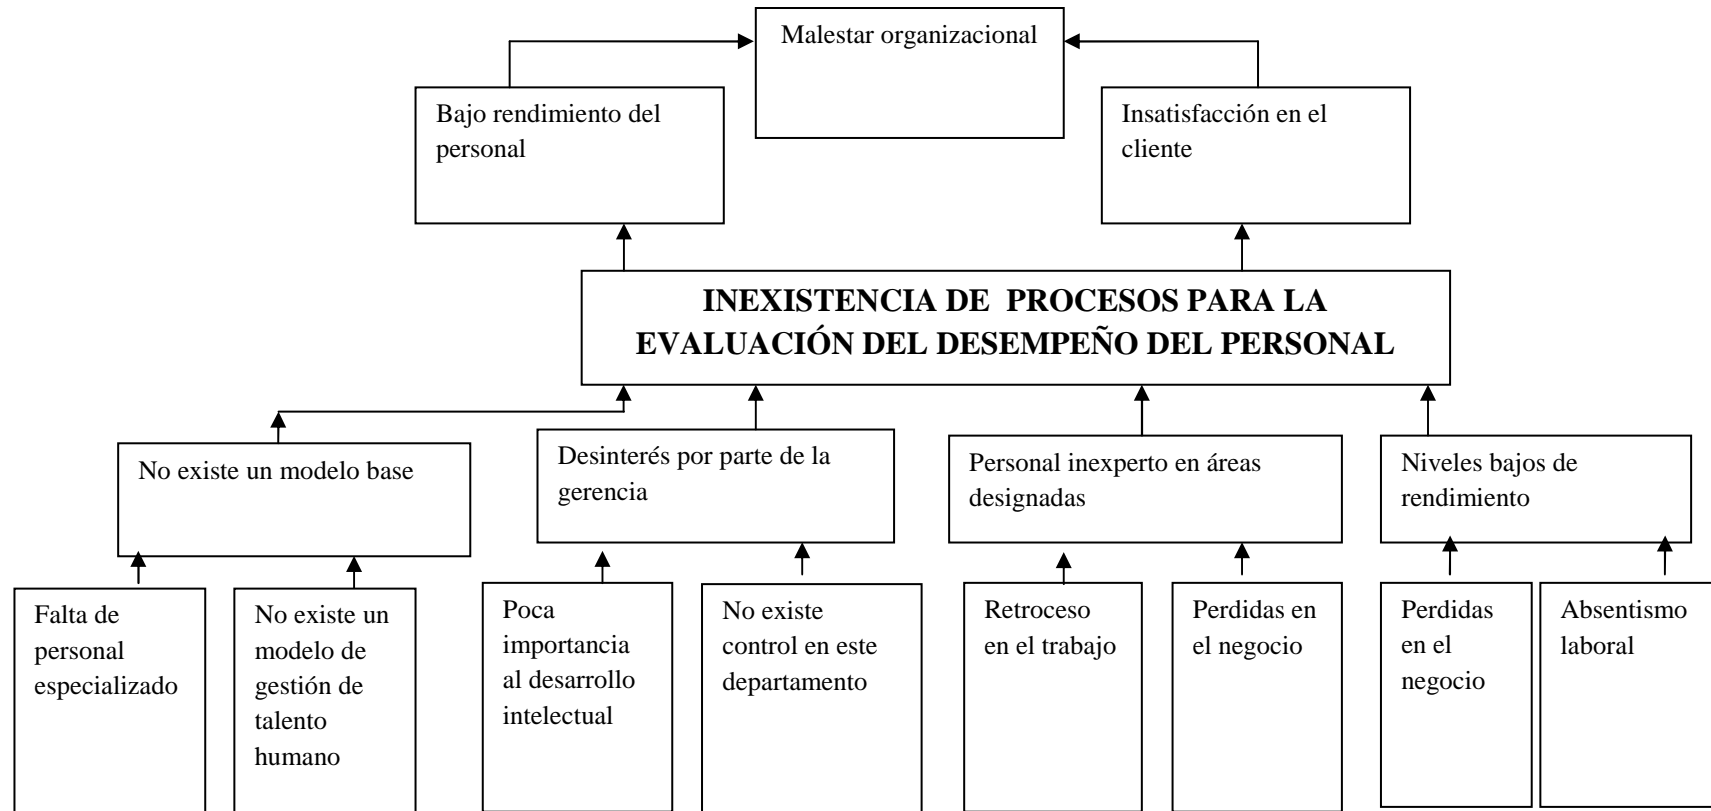 Malestar organizacional
Bajo rendimiento del
personal
Insatisfacción en el
cliente
INEXISTENCIA DE PROCESOS PARA LA
EVALUACIÓN DEL DESEMPEÑO DEL PERSONAL
No existe un modelo base
Desinterés por parte de la
gerencia
Personal inexperto en áreas
designadas
Niveles bajos de
rendimiento
Falta de
personal
especializado
No existe un
modelo de
gestión de
talento
humano
Poca
importancia
al desarrollo
intelectual
No existe
control en este
departamento
Retroceso
en el trabajo
Perdidas en
el negocio
Perdidas
en el
negocio
Absentismo
laboral